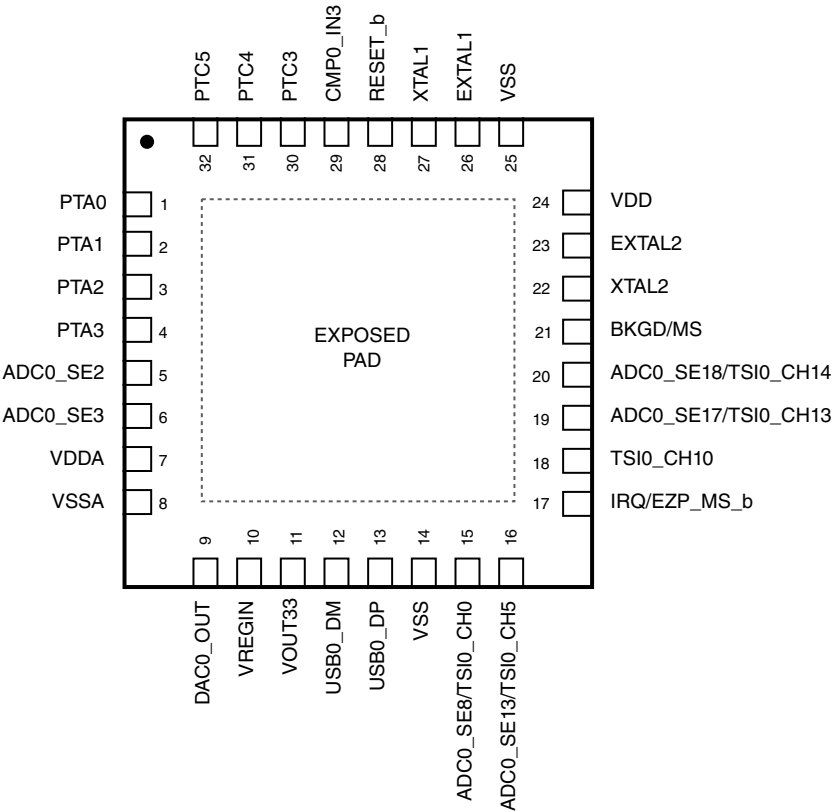 PTC5
PTC4
PTC3
CMP0_IN3
RESET_b
XTAL1
EXTAL1
VSS
32
31
30
29
28
27
26
25
PTA0 1
PTA1 2
PTA2 3
PTA3 4
ADC0_SE2 5
ADC0_SE3 6
VDDA 7
VSSA 8
EXPOSED
PAD
24 VDD
23 EXTAL2
22 XTAL2
21 BKGD/MS
20 ADC0_SE18/TSI0_CH14
19 ADC0_SE17/TSI0_CH13
18 TSI0_CH10
17 IRQ/EZP_MS_b
9
10
11
12
13
14
15
16
DAC0_OUT
VREGIN
VOUT33
USB0_DM
USB0_DP
VSS
ADC0_SE8/TSI0_CH0
ADC0_SE13/TSI0_CH5